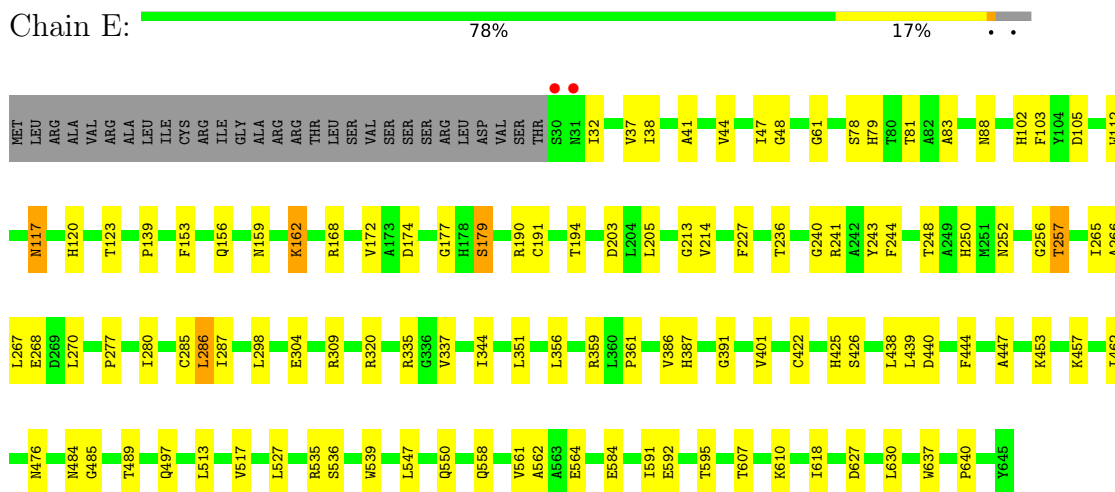 Chain E:
78% 17% • •
MET LEU ARG ALA VAL ARG ALA LEU ILE CYS ARG ILE GLY ALA ARG ARG THR LEU SER VAL SER SER SER ARG LEU ASP VAL SER THR S30 N31 I32 V37 I38 A41 V44 I47 G48 G61 S78 H79 T80 T81 A82 A83 N88 H102 F103 Y104 D105
N117 H120 T123 P139 F153 Q156 N159 K162 R168 V172 A173 D174 G177 H178 S179 R190 C191 T194 D203 L204 L205 G213 V214 F227 T236 G240 R241 A242 Y243 F244 T248 A249 H250 M251 N252 G256 T257 I265 A266
L267 E268 D269 L270 P277 I280 C285 L286 I287 L298 E304 R309 R320 R335 G336 V337 I344 L351 L356 R359 L360 P361 V386 H387 G391 V401 C422 H425 S426 L438 L439 D440 F444 A447 K453 K457
N476 N484 G485 T489 Q497 L513 V517 L527 R535 S536 W539 L547 Q550 Q558 V561 A562 A563 E564 E584 I591 E592 T595 T607 K610 I618 D627 L630 W637 P640 Y645